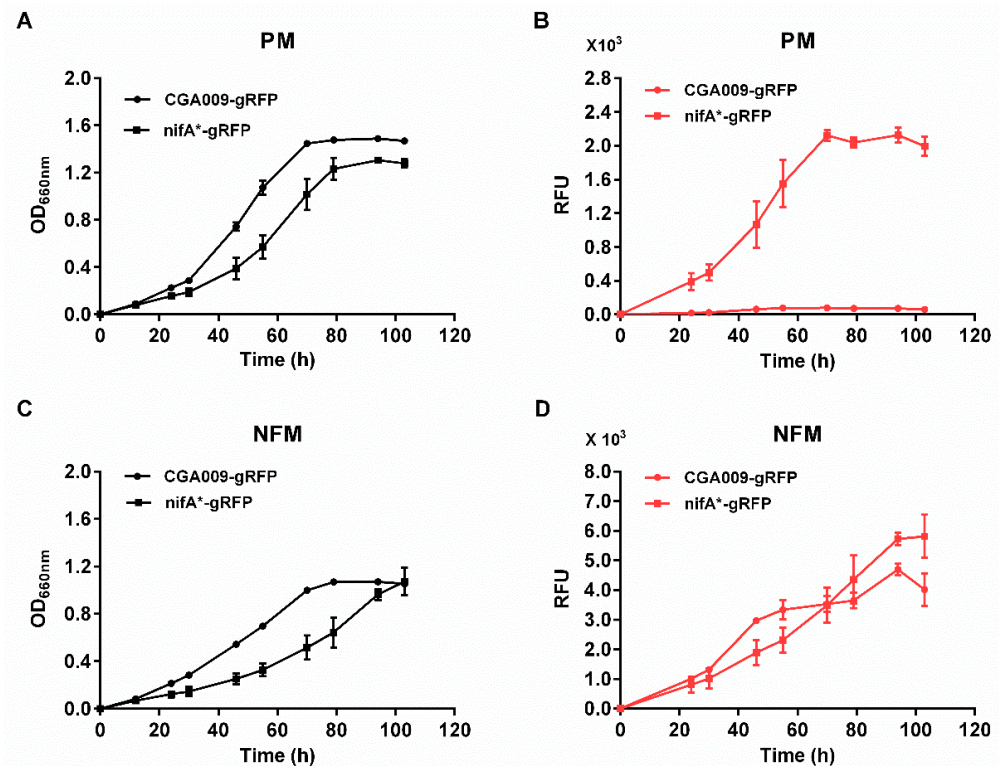 A
PM
OD660nm
2.0
1.6
1.2
0.8
0.4
0.0
CGA009-gRFP
nifA*-gRFP
0 20 40 60 80 100 120
Time (h)
B
X10³
PM
RFU
2.8
2.4
2.0
1.6
1.2
0.8
0.4
0.0
CGA009-gRFP
nifA*-gRFP
0 20 40 60 80 100 120
Time (h)
C
NFM
OD660nm
2.0
1.6
1.2
0.8
0.4
0.0
CGA009-gRFP
nifA*-gRFP
0 20 40 60 80 100 120
Time (h)
D
X 10³
NFM
RFU
8.0
7.0
6.0
5.0
4.0
3.0
2.0
1.0
0.0
CGA009-gRFP
nifA*-gRFP
0 20 40 60 80 100 120
Time (h)